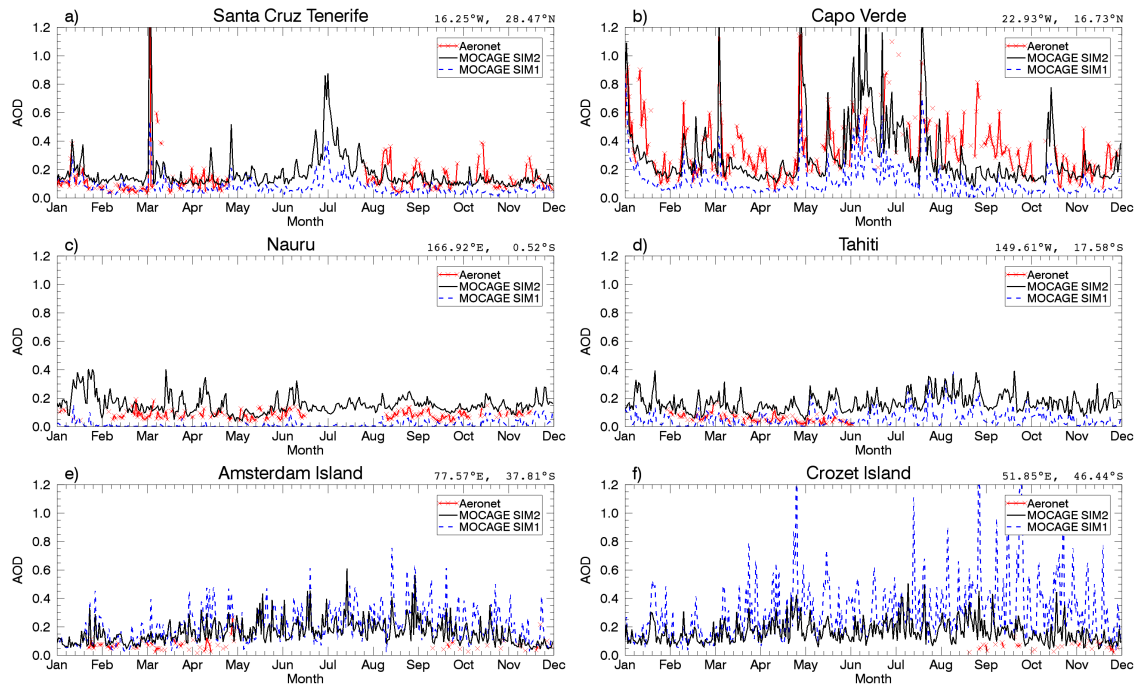 a) Santa Cruz Tenerife 16.25°W, 28.47°N
1.2
1.0
0.8
0.6
0.4
0.2
0.0
AOD
Aeronet
MOCAGE SIM2
MOCAGE SIM1
Jan Feb Mar Apr May Jun Jul Aug Sep Oct Nov Dec
Month
b) Capo Verde 22.93°W, 16.73°N
1.2
1.0
0.8
0.6
0.4
0.2
0.0
AOD
Aeronet
MOCAGE SIM2
MOCAGE SIM1
Jan Feb Mar Apr May Jun Jul Aug Sep Oct Nov Dec
Month
c) Nauru 166.92°E, 0.52°S
1.2
1.0
0.8
0.6
0.4
0.2
0.0
AOD
Aeronet
MOCAGE SIM2
MOCAGE SIM1
Jan Feb Mar Apr May Jun Jul Aug Sep Oct Nov Dec
Month
d) Tahiti 149.61°W, 17.58°S
1.2
1.0
0.8
0.6
0.4
0.2
0.0
AOD
Aeronet
MOCAGE SIM2
MOCAGE SIM1
Jan Feb Mar Apr May Jun Jul Aug Sep Oct Nov Dec
Month
e) Amsterdam Island 77.57°E, 37.81°S
1.2
1.0
0.8
0.6
0.4
0.2
0.0
AOD
Aeronet
MOCAGE SIM2
MOCAGE SIM1
Jan Feb Mar Apr May Jun Jul Aug Sep Oct Nov Dec
Month
f) Crozet Island 51.85°E, 46.44°S
1.2
1.0
0.8
0.6
0.4
0.2
0.0
AOD
Aeronet
MOCAGE SIM2
MOCAGE SIM1
Jan Feb Mar Apr May Jun Jul Aug Sep Oct Nov Dec
Month